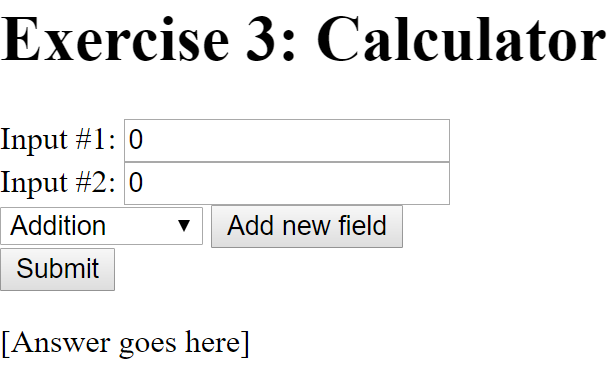 Exercise 3: Calculator
Input #1: 0
Input #2: 0
Addition Add new field
Submit
[Answer goes here]